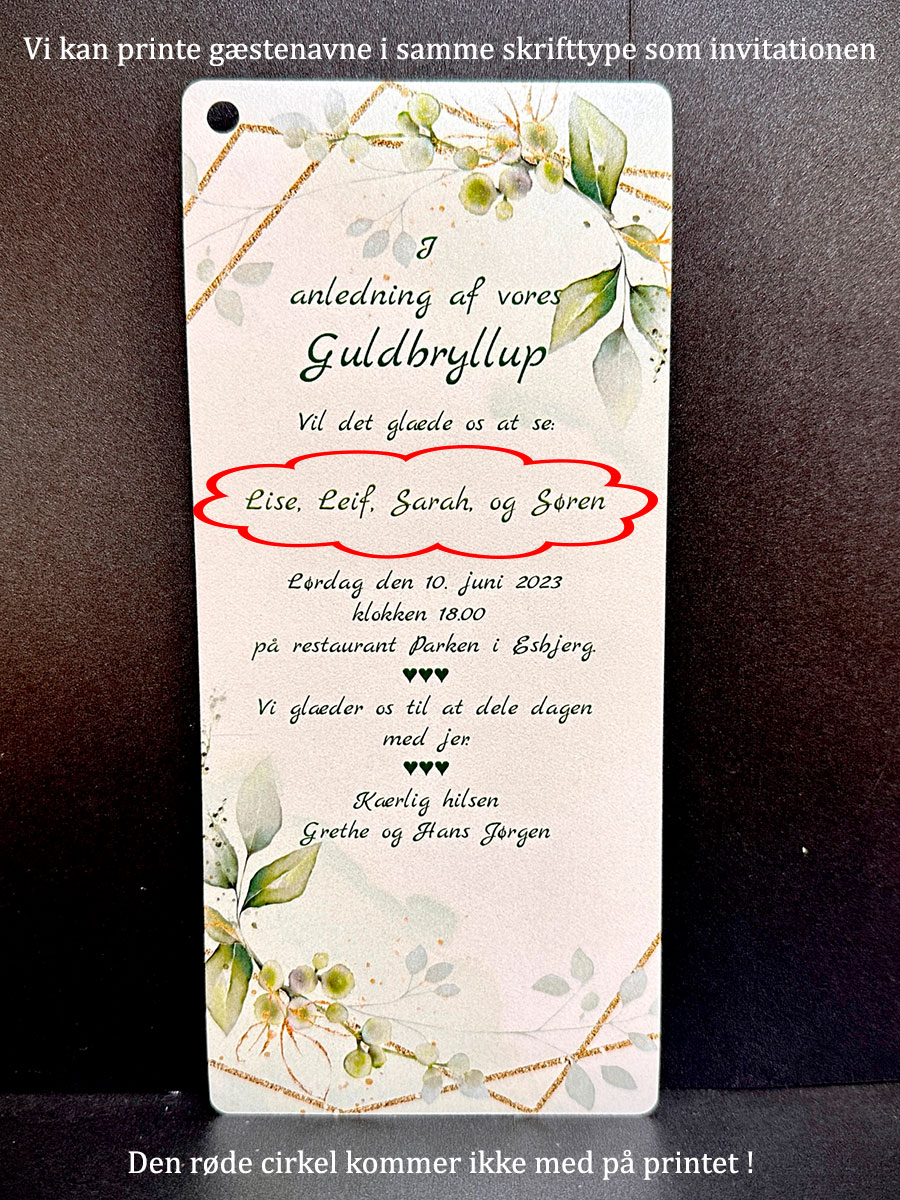 Vi kan printe gæstenavne i samme skrifttype som invitationen
I
anledning af vores
Guldbryllup
Vil det glæde os at se:
Lise, Leif, Sarah, og Søren
Lørdag den 10. juni 2023
klokken 18.00
på restaurant Parken i Esbjerg.
♥♥♥
Vi glæder os til at dele dagen
med jer.
♥♥♥
Kærlig hilsen
Grethe og Hans Jørgen
Den røde cirkel kommer ikke med på printet !